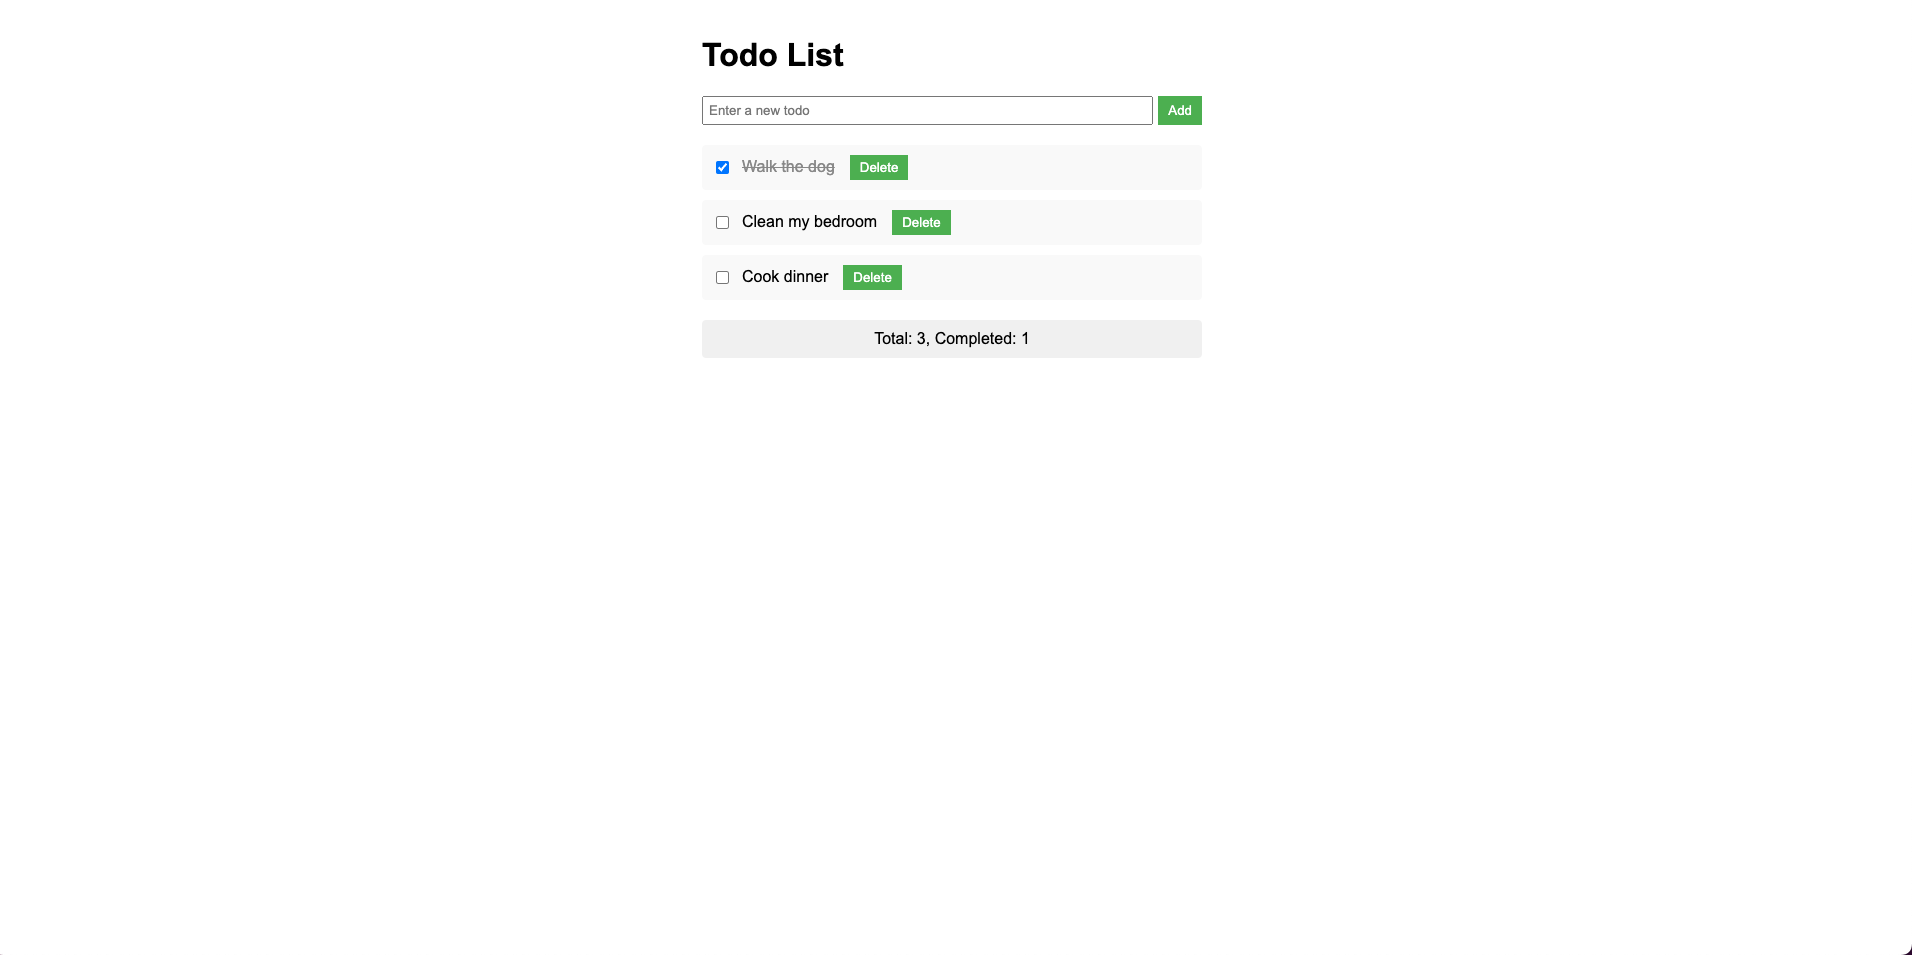 Todo List
Enter a new todo Add
Walk the dog Delete
Clean my bedroom Delete
Cook dinner Delete
Total: 3, Completed: 1